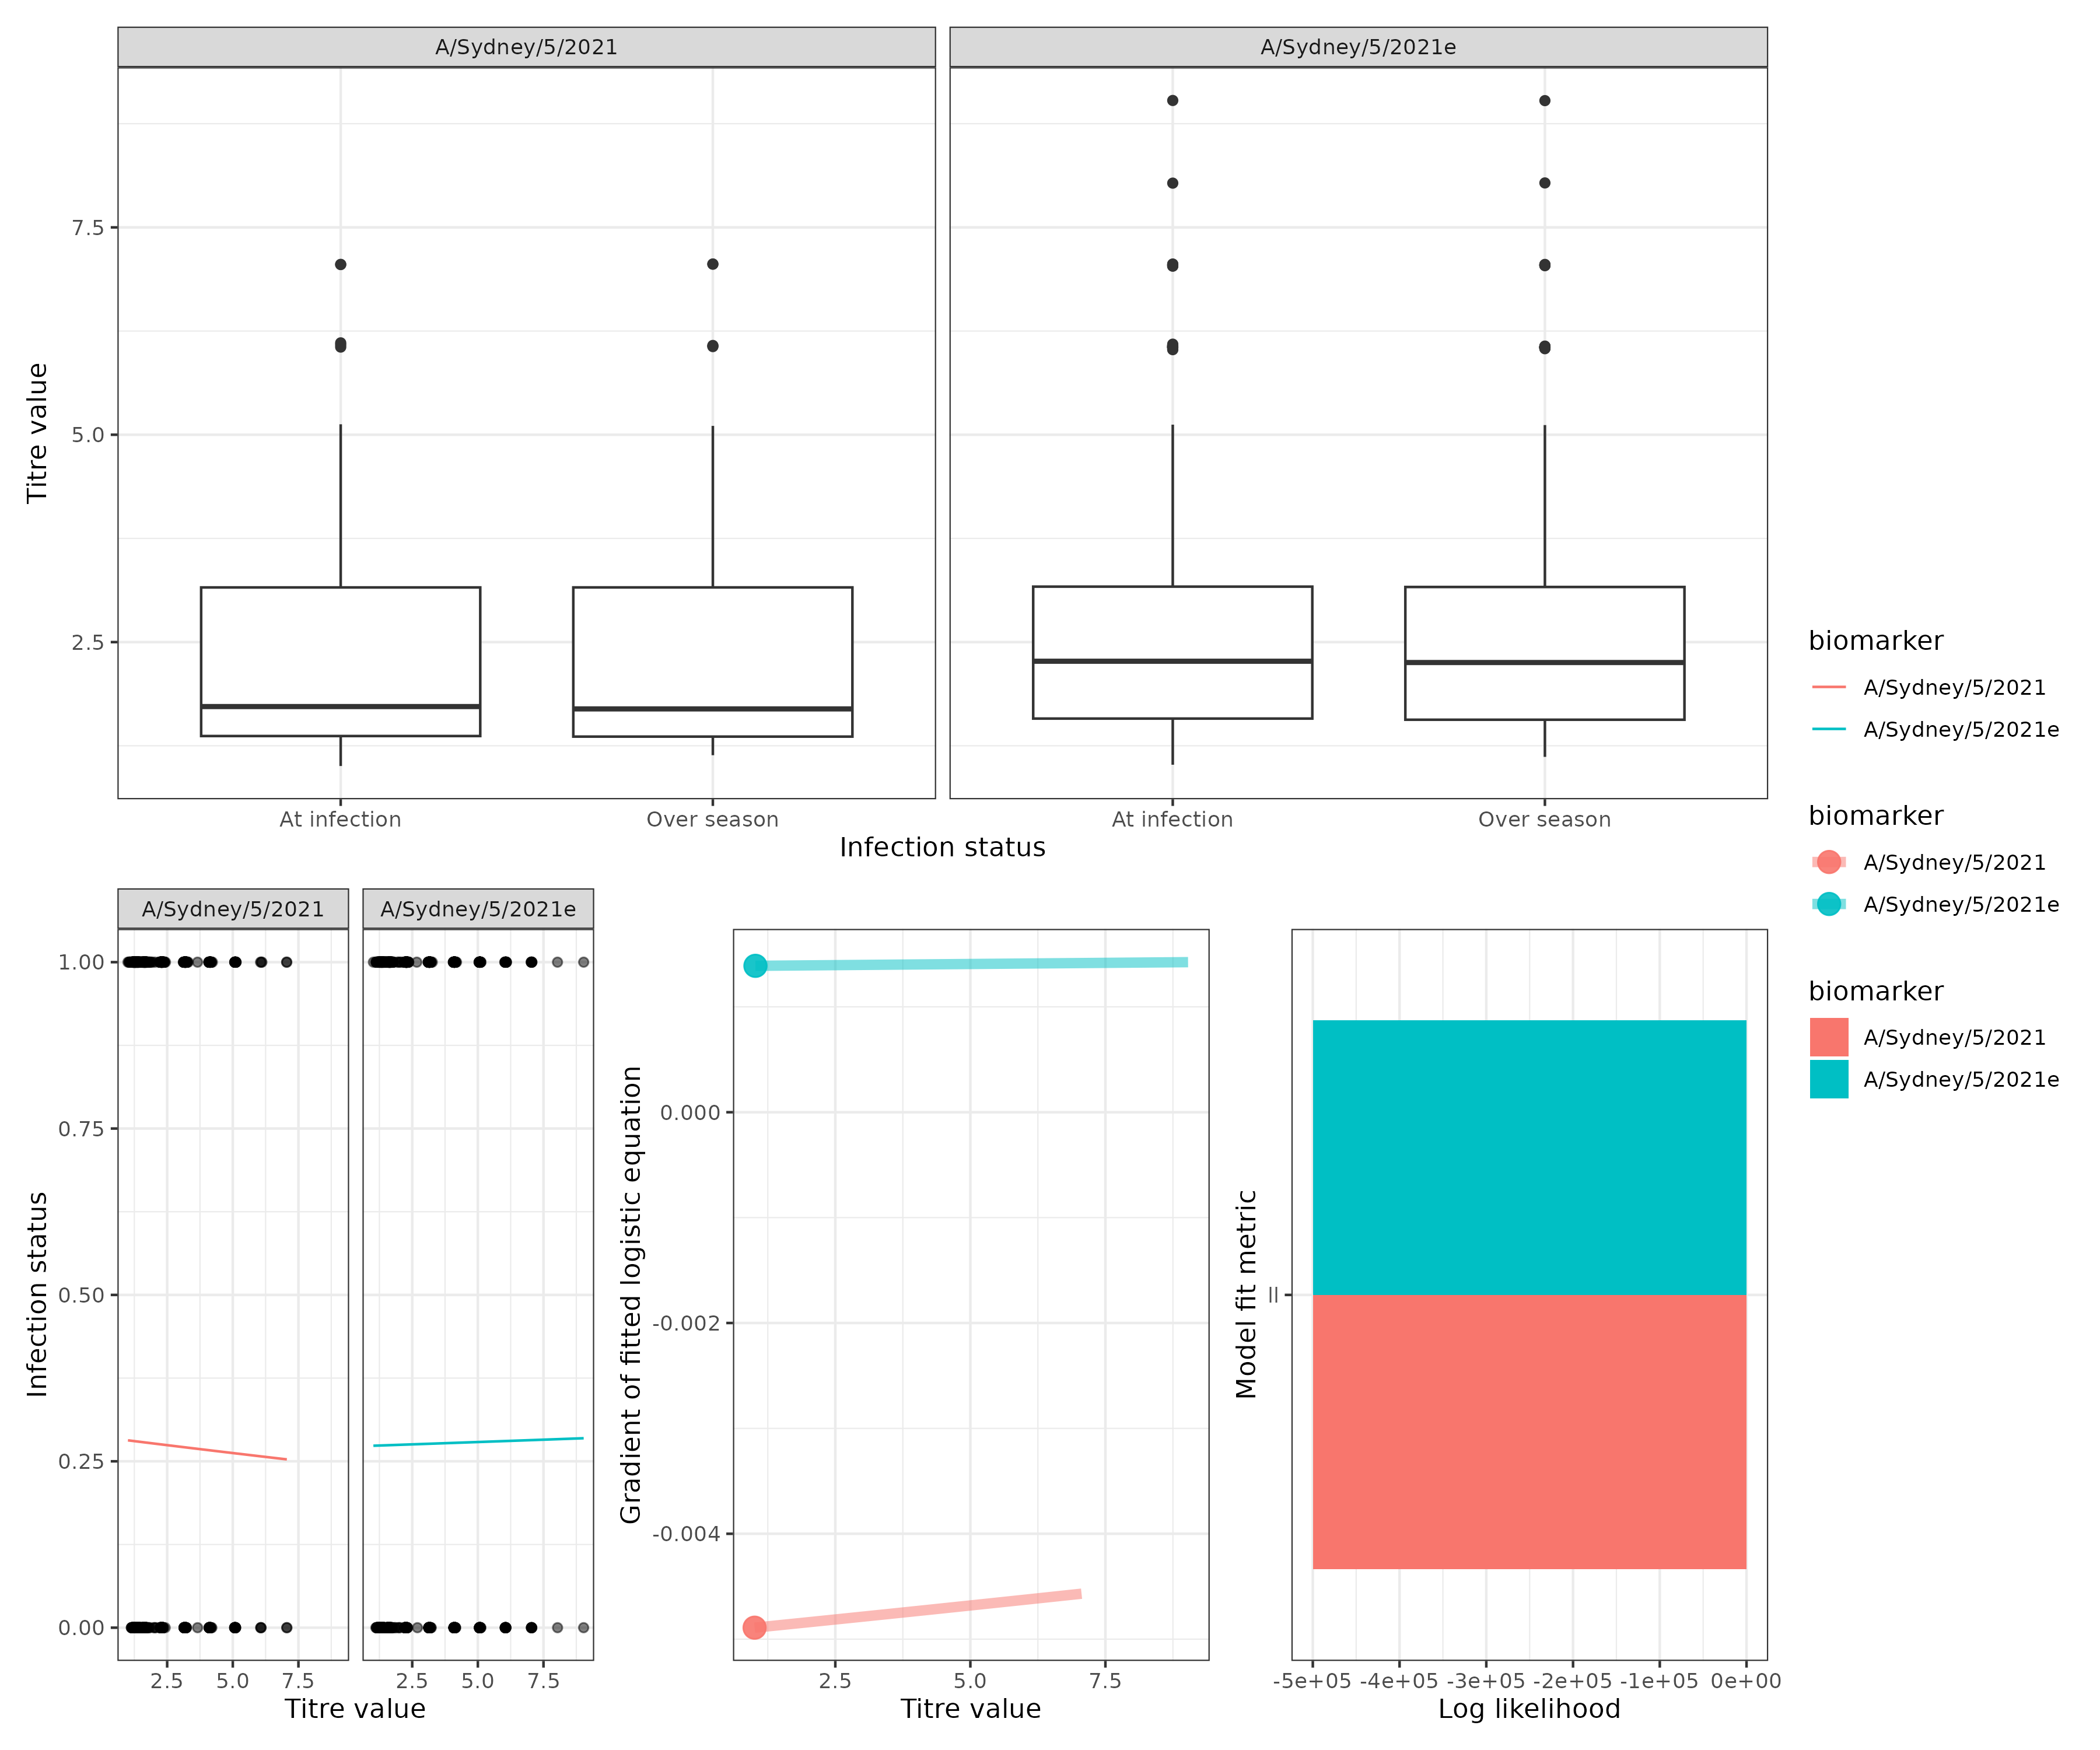 A/Sydney/5/2021
A/Sydney/5/2021e
Titre value
7.5
5.0
2.5
At infection
Over season
At infection
Over season
Infection status
biomarker
A/Sydney/5/2021
A/Sydney/5/2021e
biomarker
A/Sydney/5/2021
A/Sydney/5/2021e
biomarker
A/Sydney/5/2021
A/Sydney/5/2021e
A/Sydney/5/2021
A/Sydney/5/2021e
Infection status
1.00
0.75
0.50
0.25
0.00
2.5 5.0 7.5
2.5 5.0 7.5
Titre value
Gradient of fitted logistic equation
0.000
-0.002
-0.004
2.5 5.0 7.5
Titre value
Model fit metric
ll
-5e+05 -4e+05 -3e+05 -2e+05 -1e+05 0e+00
Log likelihood